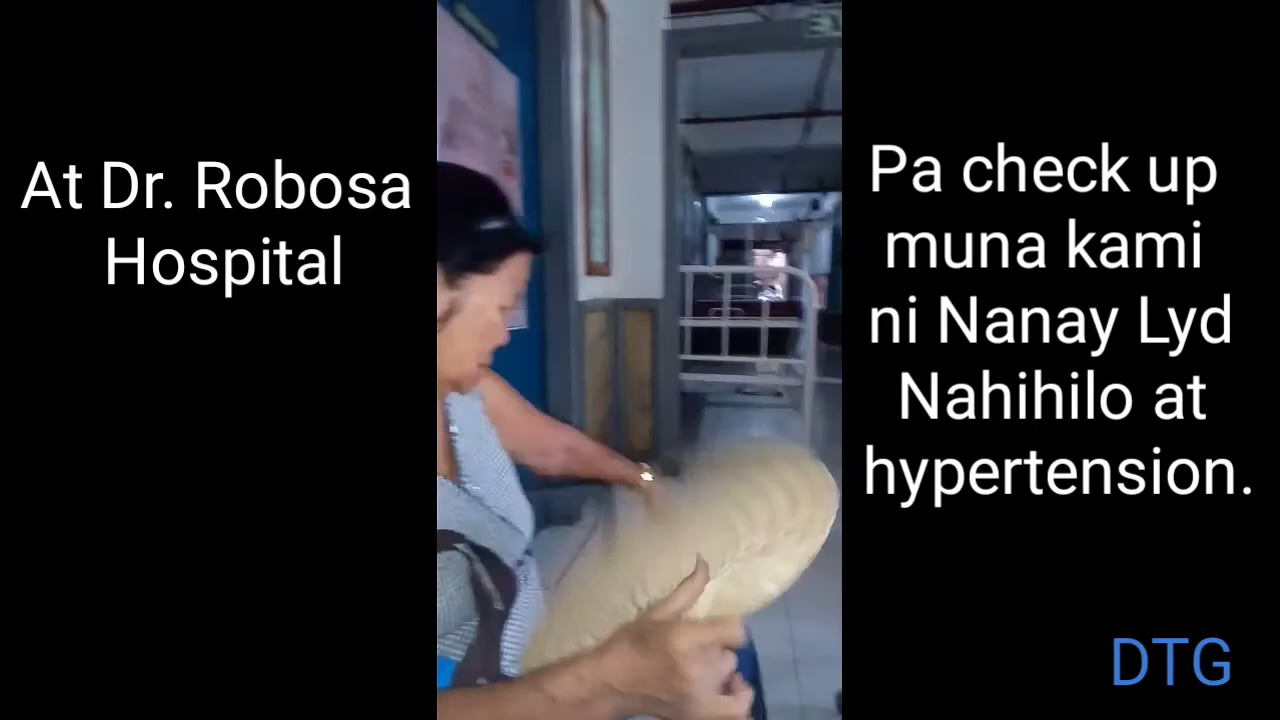 At Dr. Robosa
Hospital
Pa check up
muna kami
ni Nanay Lyd
Nahihilo at
hypertension.
DTG